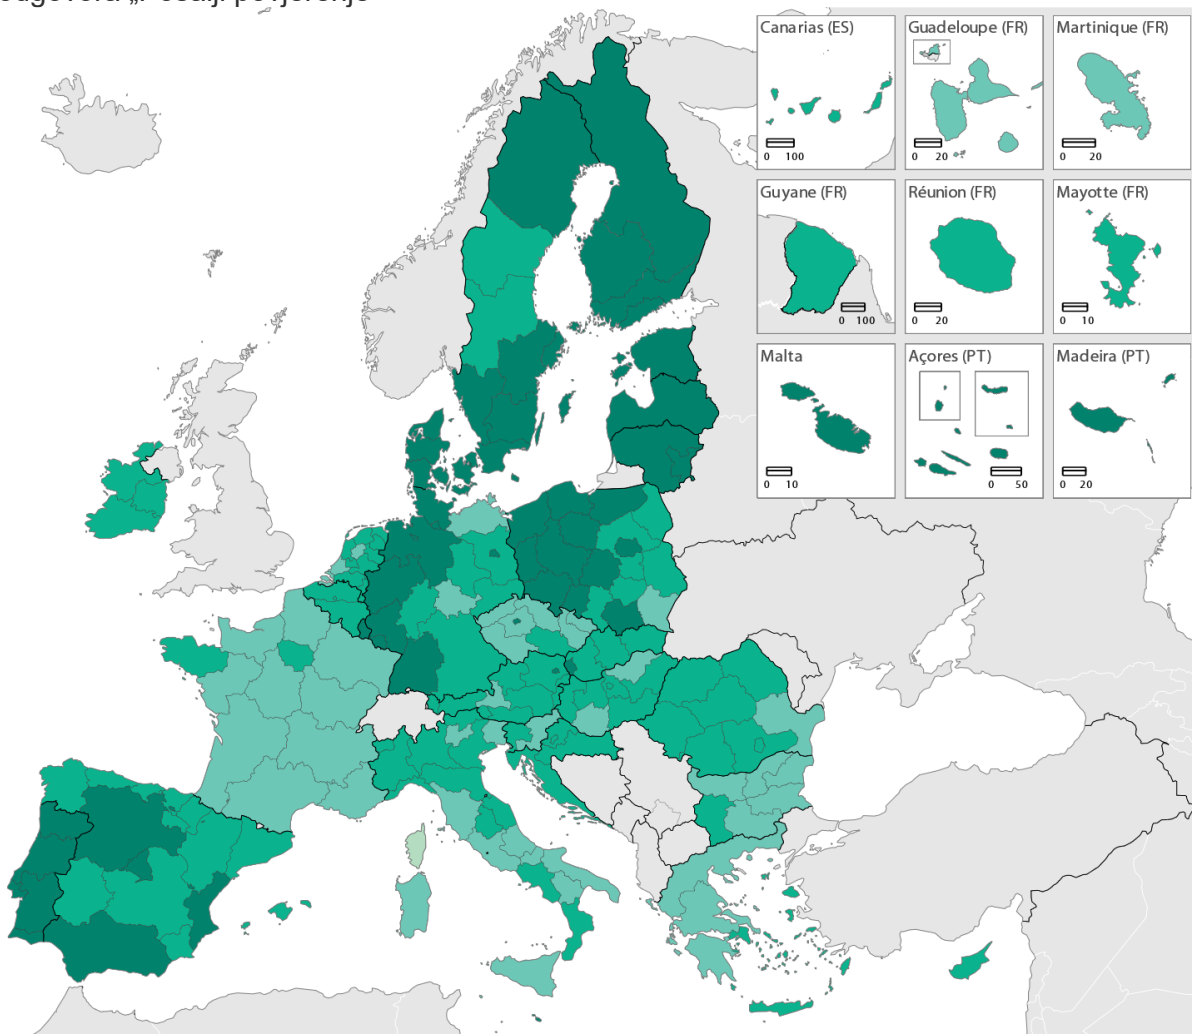 Canarias (ES)
0 100
Guadeloupe (FR)
0 20
Martinique (FR)
0 20
Guyane (FR)
0 100
Réunion (FR)
0 20
Mayotte (FR)
0 10
Malta
0 10
Açores (PT)
0 50
Madeira (PT)
0 20